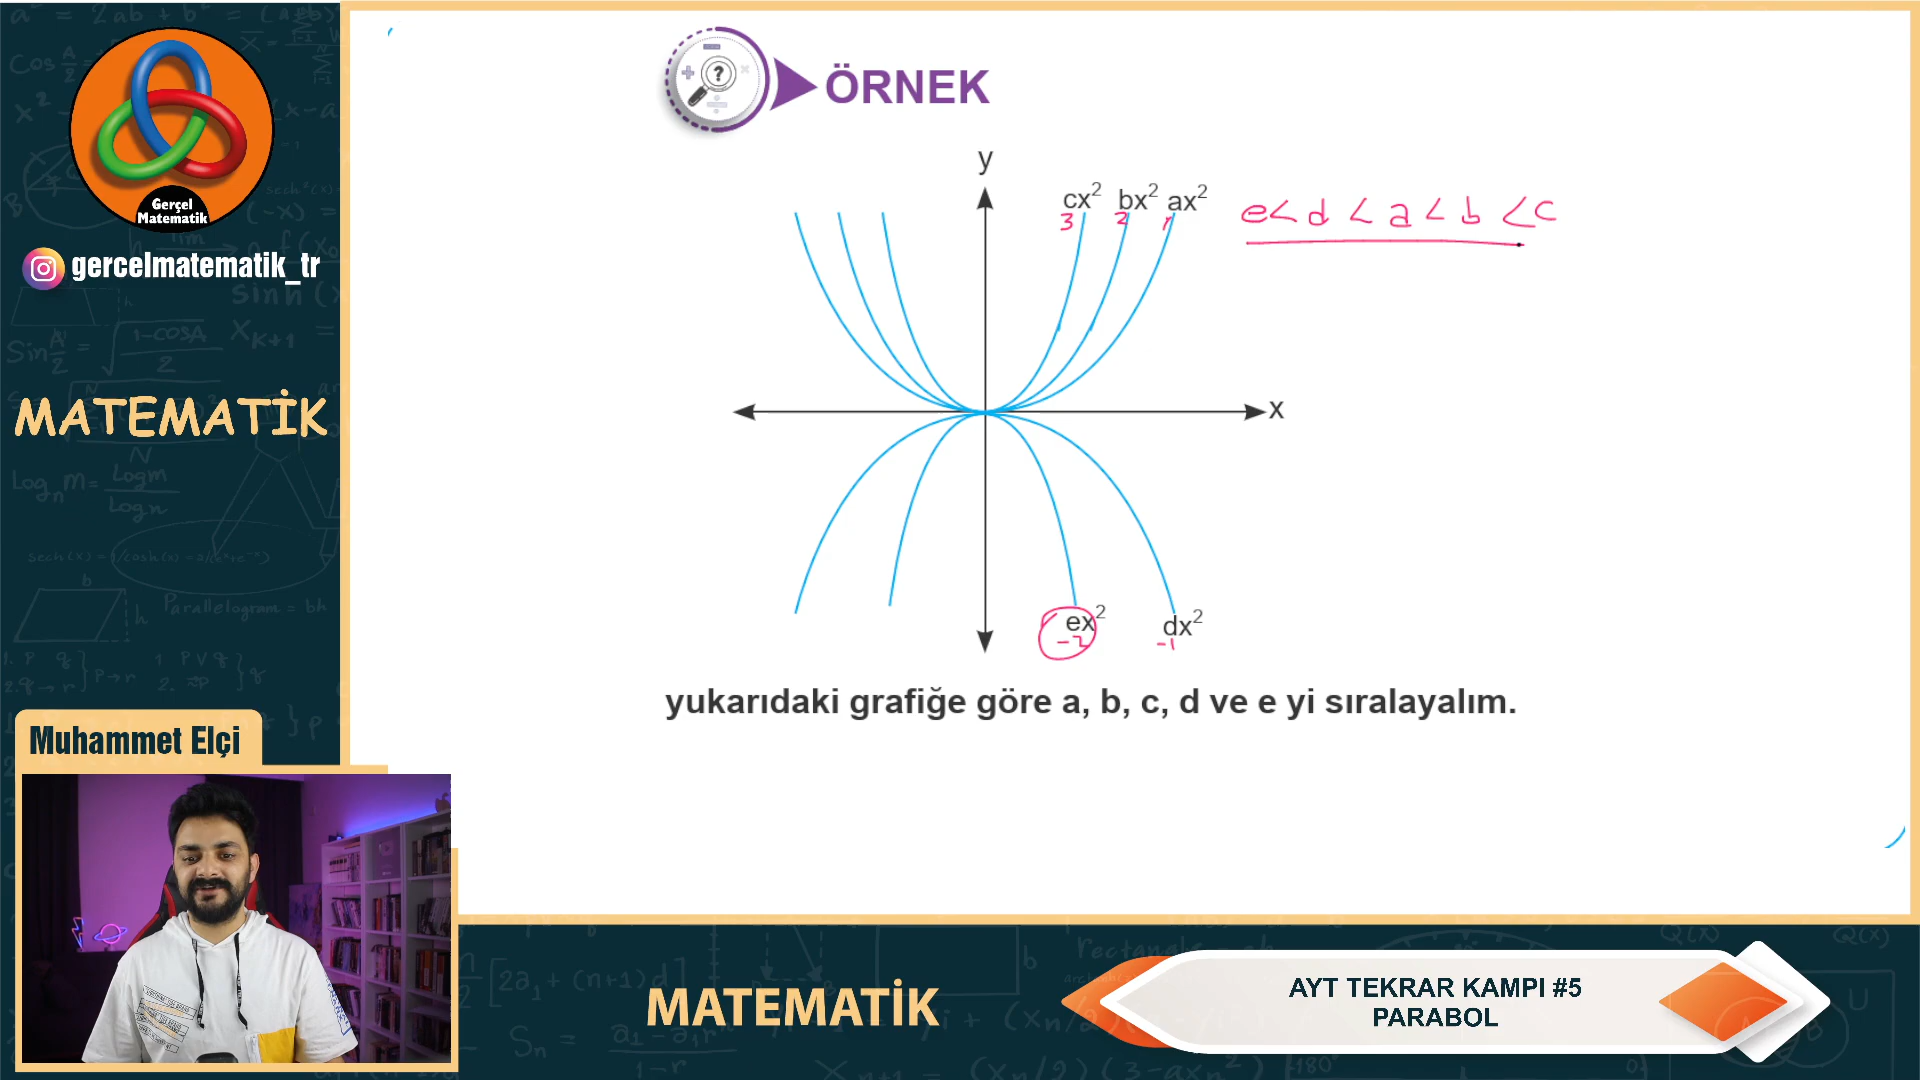 ÖRNEK
Gerçel
Matematik
gercelmatematik_tr
MATEMATİK
y
cx² bx² ax²
3 2 1
e < d < a < b < c
x
ex² dx²
-2 -1
yukarıdaki grafiğe göre a, b, c, d ve e yi sıralayalım.
Muhammet Elçi
MATEMATİK
AYT TEKRAR KAMPI #5
PARABOL